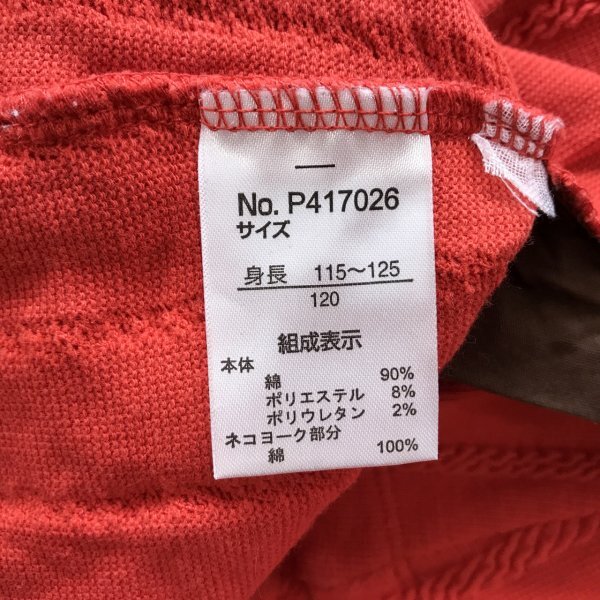 No. P417026
サイズ
身長 115～125
120
組成表示
本体
綿 90%
ポリエステル 8%
ポリウレタン 2%
ネコヨーク部分
綿 100%